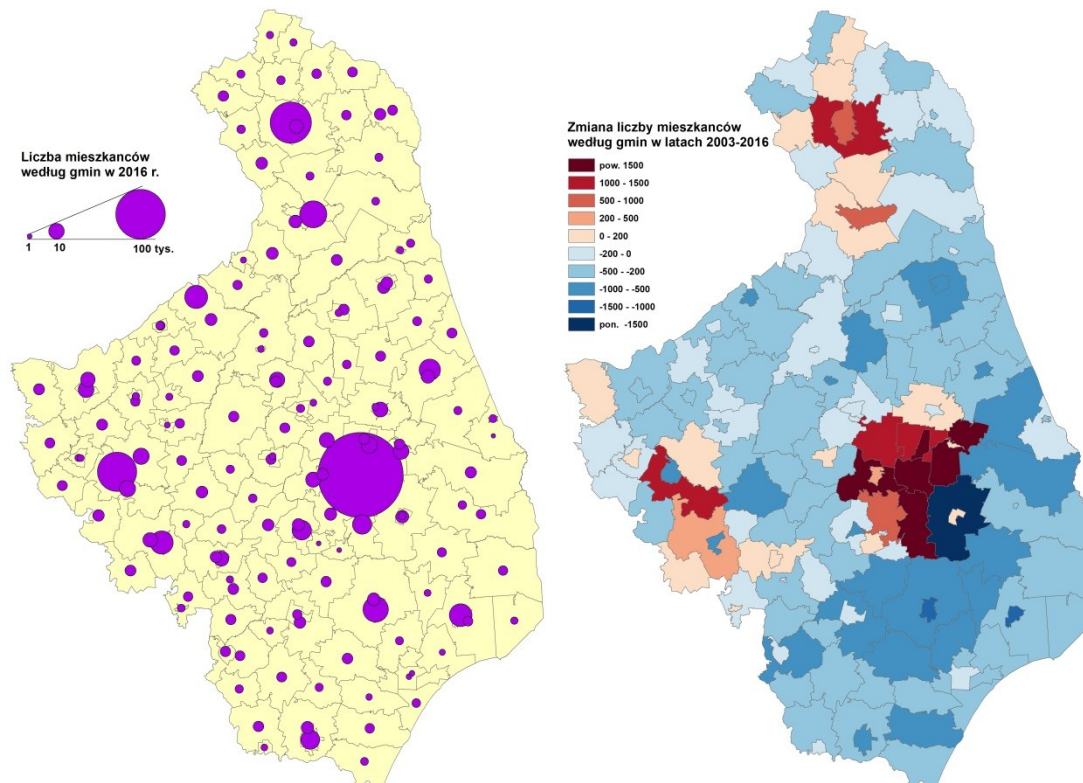 Liczba mieszkanców
według gmin w 2016 r.
1 10 100 tys.
Zmiana liczby mieszkanców
według gmin w latach 2003-2016
pow. 1500
1000 - 1500
500 - 1000
200 - 500
0 - 200
-200 - 0
-500 - -200
-1000 - -500
-1500 - -1000
pon. -1500